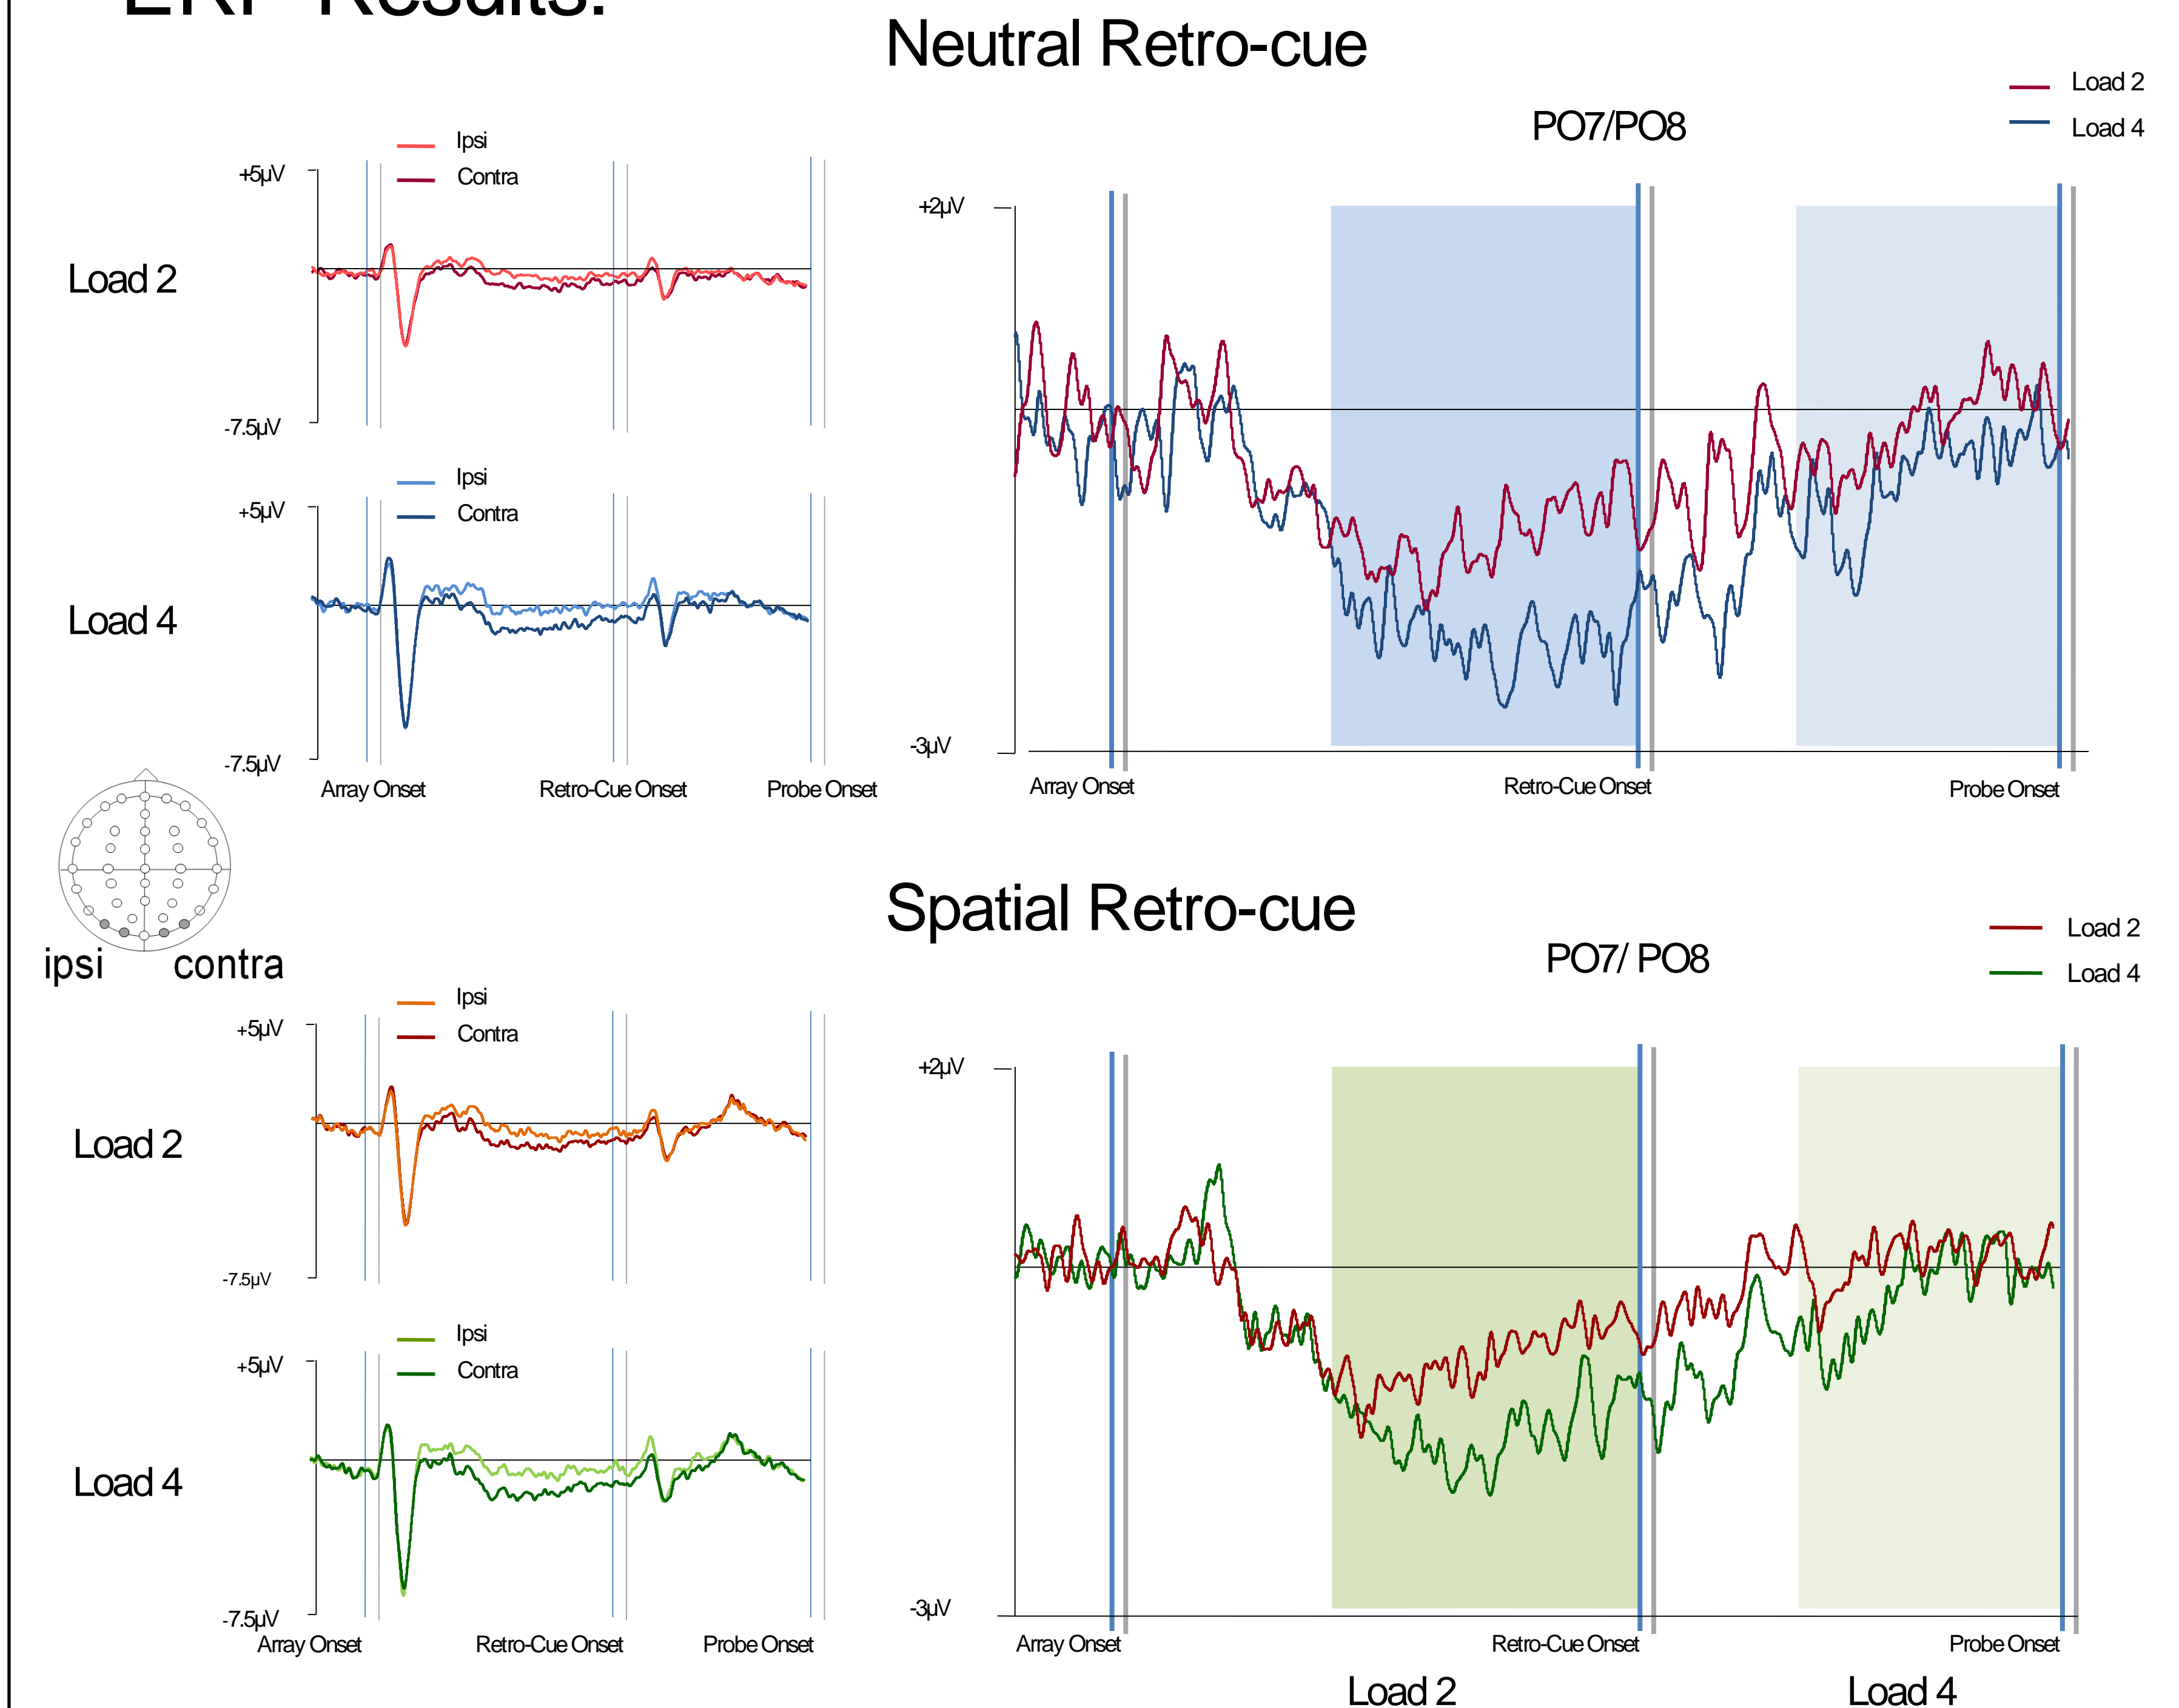 ERP Results:
Neutral Retro-cue
Load 2
Load 4
PO7/PO8
Ipsi
Contra
+5µV
Load 2
-7.5µV
Ipsi
Contra
+5µV
Load 4
-7.5µV
Array Onset
Retro-Cue Onset
Probe Onset
+2µV
-3µV
Array Onset
Retro-Cue Onset
Probe Onset
ipsi
contra
Spatial Retro-cue
Load 2
Load 4
PO7/ PO8
Ipsi
Contra
+5µV
Load 2
-7.5µV
Ipsi
Contra
+5µV
Load 4
-7.5µV
Array Onset
Retro-Cue Onset
Probe Onset
+2µV
-3µV
Array Onset
Retro-Cue Onset
Probe Onset
Load 2
Load 4